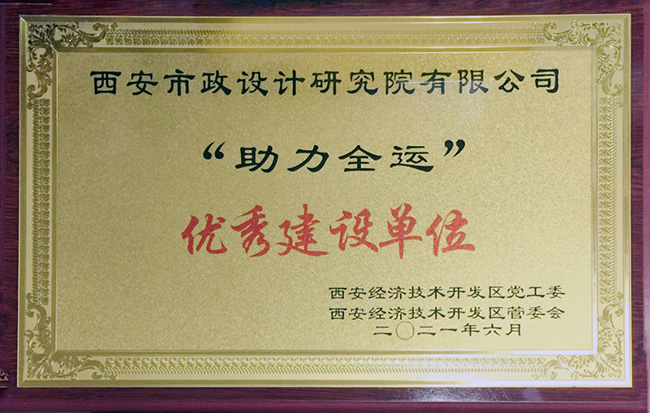 西安市政设计研究院有限公司
“助力全运”
优秀建设单位
西安经济技术开发区党工委
西安经济技术开发区管委会
二〇二一年六月